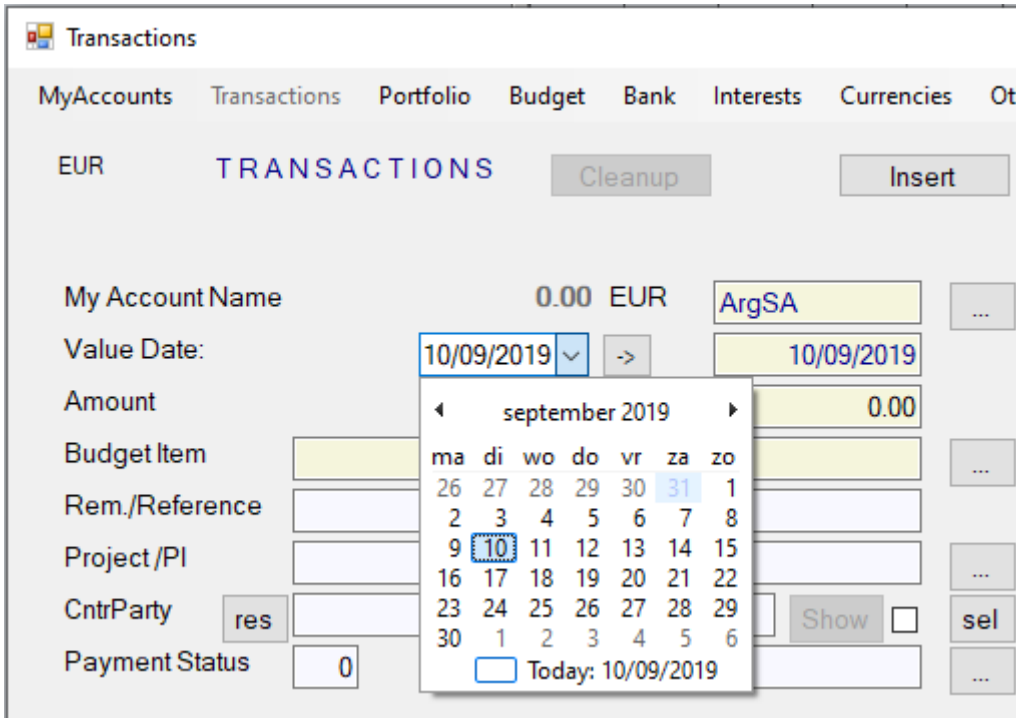 Transactions
MyAccounts Transactions Portfolio Budget Bank Interests Currencies Ot
EUR TRANSACTIONS Cleanup Insert
My Account Name 0.00 EUR ArgSA ...
Value Date: 10/09/2019 -> 10/09/2019
Amount 0.00
september 2019
Budget Item ...
ma di wo do vr za zo
26 27 28 29 30 31 1
Rem./Reference
2 3 4 5 6 7 8
9 10 11 12 13 14 15
Project /PI ...
16 17 18 19 20 21 22
23 24 25 26 27 28 29
CntrParty res Show sel
30 1 2 3 4 5 6
Payment Status 0 ...
Today: 10/09/2019